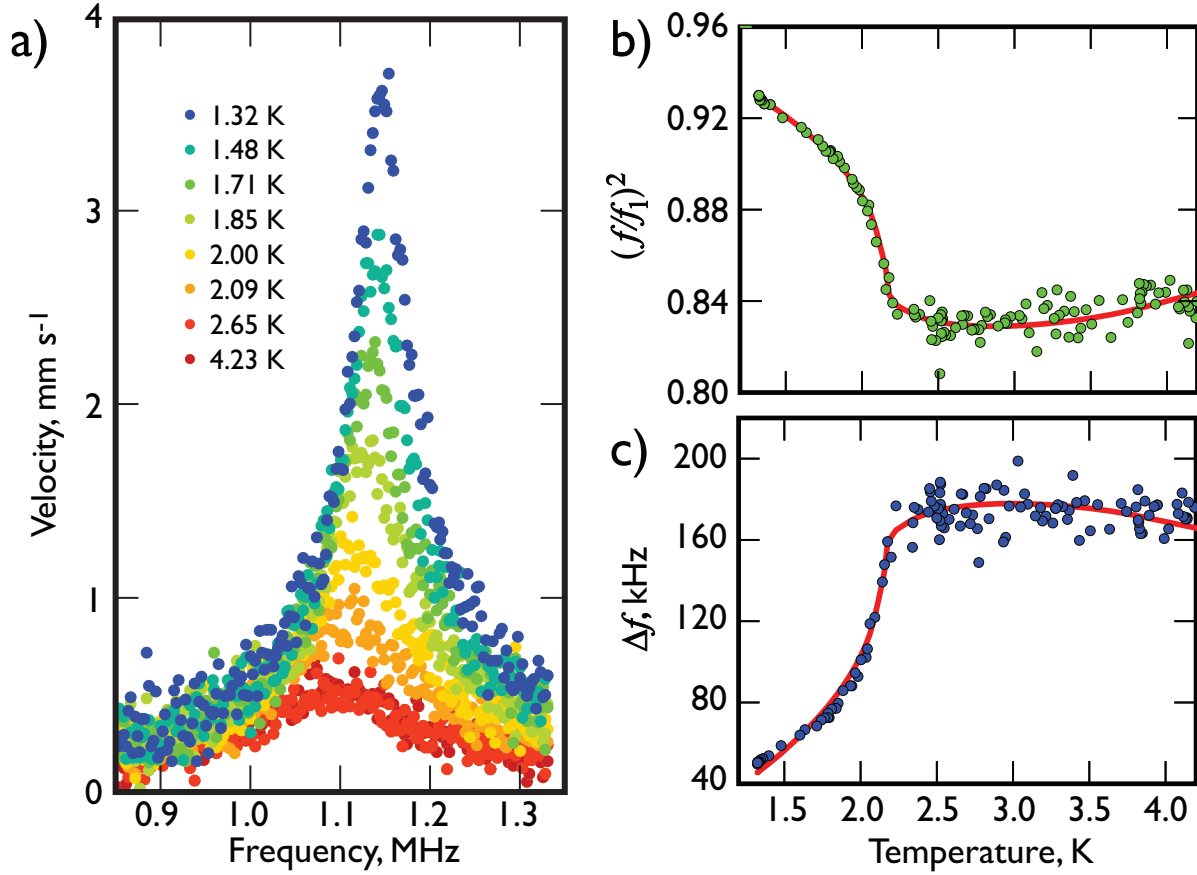 a)
4
3
2
1
0
Velocity, mm s⁻¹
1.32 K
1.48 K
1.71 K
1.85 K
2.00 K
2.09 K
2.65 K
4.23 K
0.9 1.0 1.1 1.2 1.3
Frequency, MHz
b)
0.96
0.92
0.88
0.84
0.80
(f/f₁)²
c)
200
160
120
80
40
Δf, kHz
1.5 2.0 2.5 3.0 3.5 4.0
Temperature, K